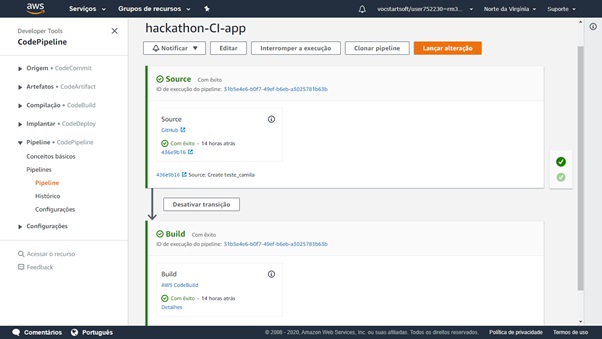 aws
Serviços
Grupos de recursos
vocstartsoft/user752230=rm3...
Norte da Virgínia
Suporte
Developer Tools
CodePipeline
Origem • CodeCommit
Artefatos • CodeArtifact
Compilação • CodeBuild
Implantar • CodeDeploy
Pipeline • CodePipeline
Conceitos básicos
Pipelines
Pipeline
Histórico
Configurações
Configurações
Acessar o recurso
Feedback
hackathon-CI-app
Notificar
Editar
Interromper a execução
Clonar pipeline
Lançar alteração
Source Com êxito
ID de execução do pipeline: 31b5e4e6-b0f7-49ef-b6eb-a3025781b63b
Source
GitHub
Com êxito - 14 horas atrás
436e9b16
436e9b16 Source: Create teste_camila
Desativar transição
Build Com êxito
ID de execução do pipeline: 31b5e4e6-b0f7-49ef-b6eb-a3025781b63b
Build
AWS CodeBuild
Com êxito - 14 horas atrás
Detalhes
Comentários
Português
© 2008 - 2020, Amazon Web Services, Inc. ou suas afiliadas. Todos os direitos reservados.
Política de privacidade
Termos de uso